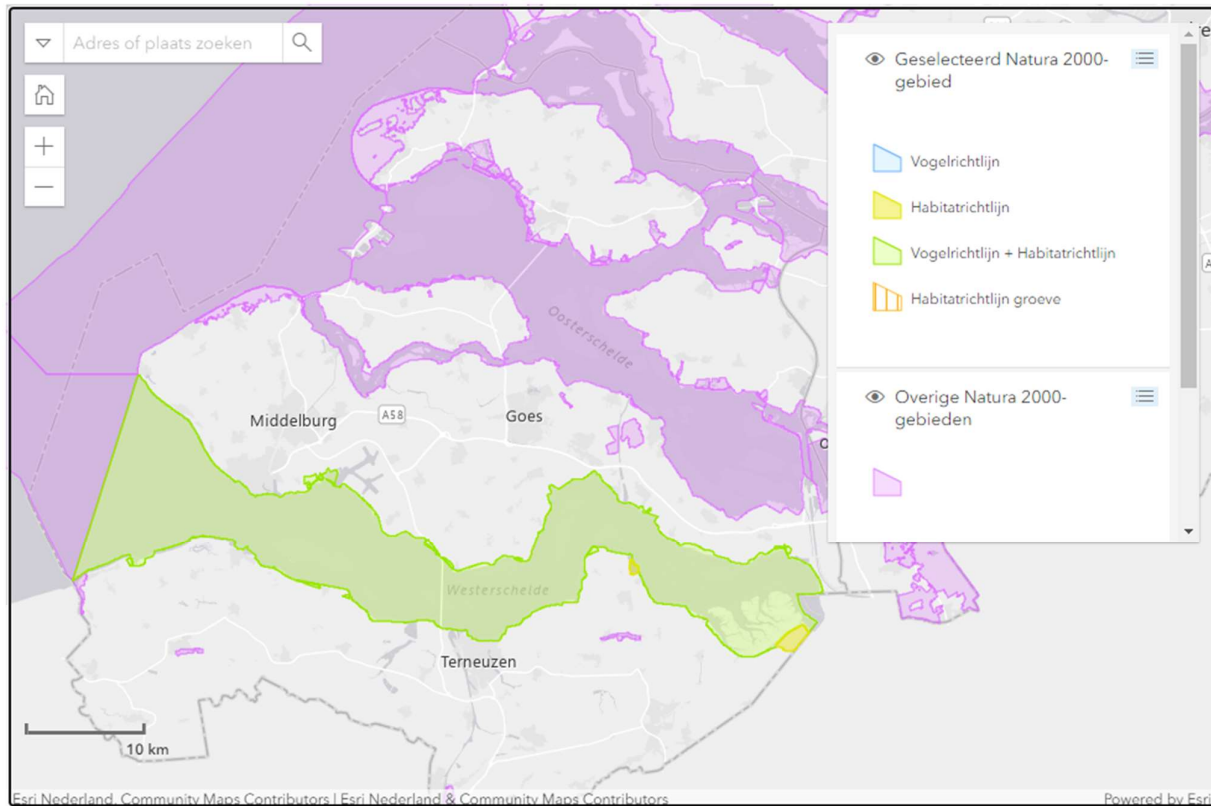 Adres of plaats zoeken
Geselecteerd Natura 2000-
gebied
Vogelrichtlijn
Habitatrichtlijn
Vogelrichtlijn + Habitatrichtlijn
Habitatrichtlijn groeve
Overige Natura 2000-
gebieden
Oosterschelde
Middelburg
A58
Goes
Westerschelde
Terneuzen
10 km
Esri Nederland, Community Maps Contributors | Esri Nederland & Community Maps Contributors
Powered by Esri